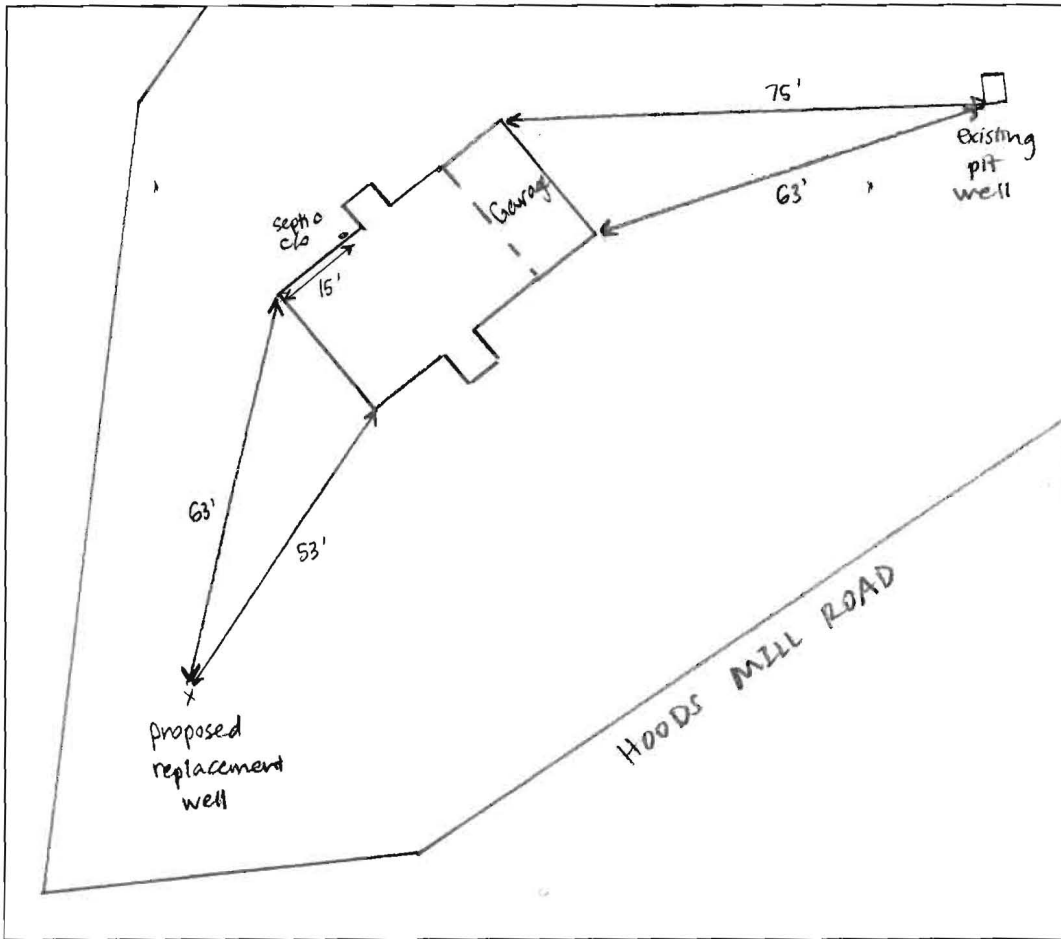 75'
existing
pit
well
63'
Garage
septic
c/o
15'
63'
53'
x
proposed
replacement
well
HOODS MILL ROAD